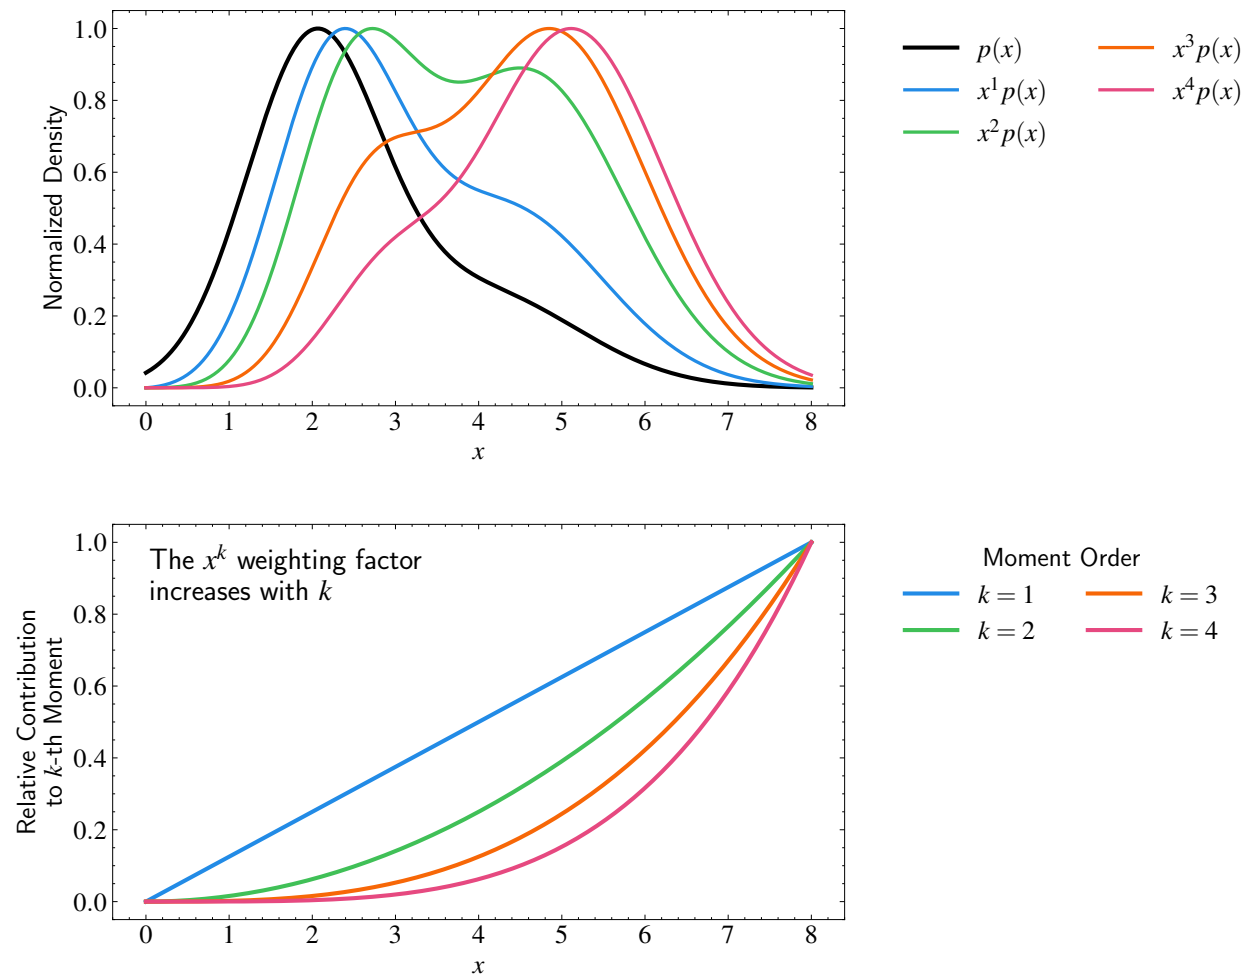 1.0
0.8
0.6
0.4
0.2
0.0
Normalized Density
0 1 2 3 4 5 6 7 8
x
p(x)
x¹p(x)
x²p(x)
x³p(x)
x⁴p(x)
1.0
0.8
0.6
0.4
0.2
0.0
Relative Contribution
to k-th Moment
The xᵏ weighting factor
increases with k
0 1 2 3 4 5 6 7 8
x
Moment Order
k = 1
k = 2
k = 3
k = 4